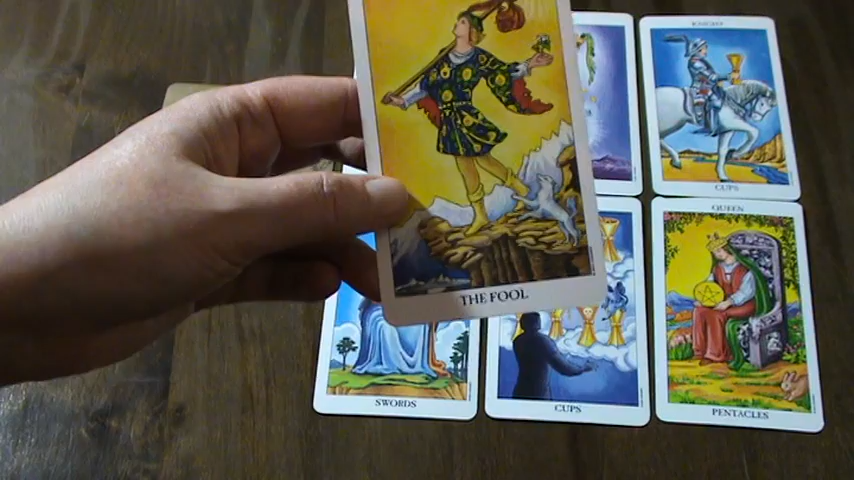 KNIGHT
CUPS
THE FOOL.
QUEEN
SWORDS
CUPS
PENTACLES